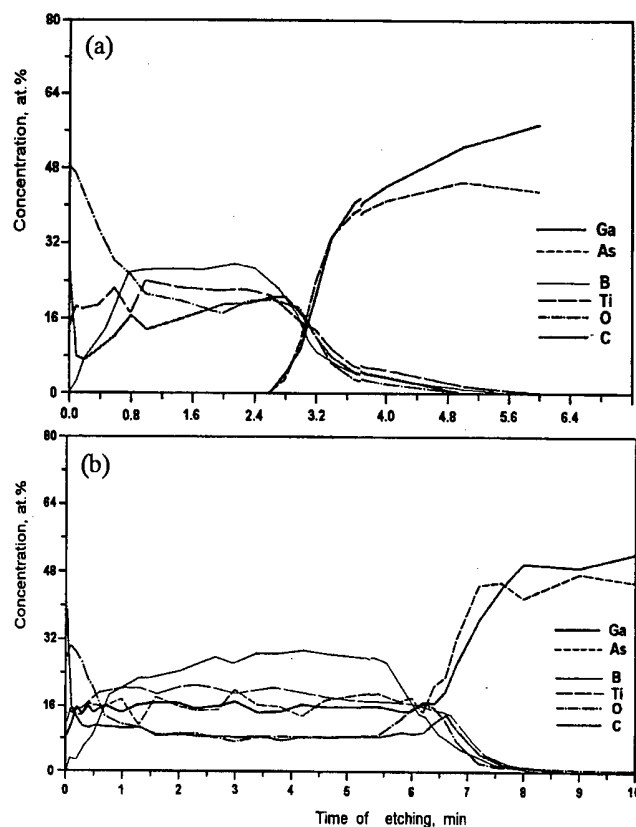 (a)
Concentration, at.%
80
64
48
32
16
0
0.0 0.8 1.6 2.4 3.2 4.0 4.8 5.6 6.4
Ga
As
B
Ti
O
C
(b)
Concentration, at.%
80
64
48
32
16
0
0 1 2 3 4 5 6 7 8 9 10
Ga
As
B
Ti
O
C
Time of etching, min